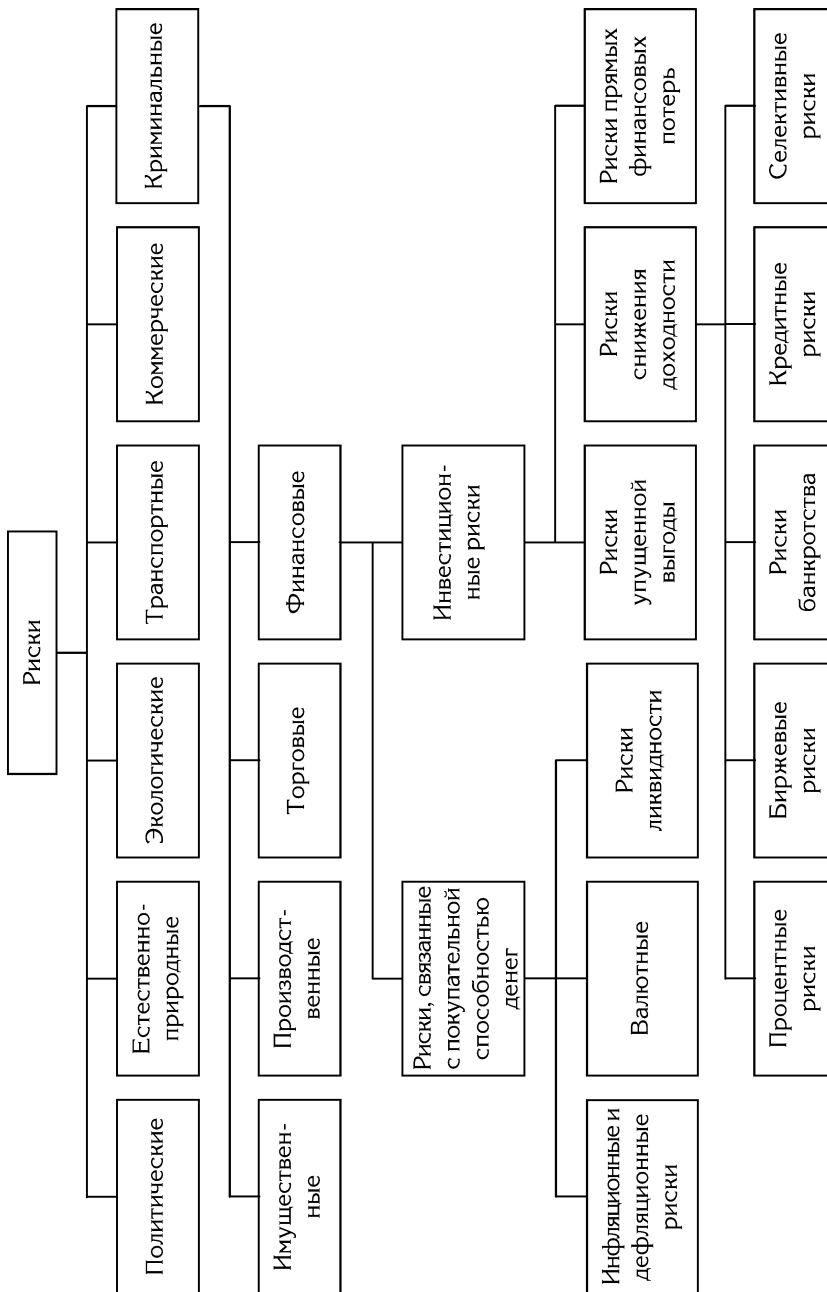 Риски
Политические
Естественно-
природные
Экологические
Транспортные
Коммерческие
Криминальные
Имуществен-
ные
Производст-
венные
Торговые
Финансовые
Риски, связанные
с покупательной
способностью
денег
Инвестицион-
ные риски
Инфляционные и
дефляционные
риски
Валютные
Риски
ликвидности
Риски
упущенной
выгоды
Риски
снижения
доходности
Риски прямых
финансовых
потерь
Процентные
риски
Биржевые
риски
Риски
банкротства
Кредитные
риски
Селективные
риски